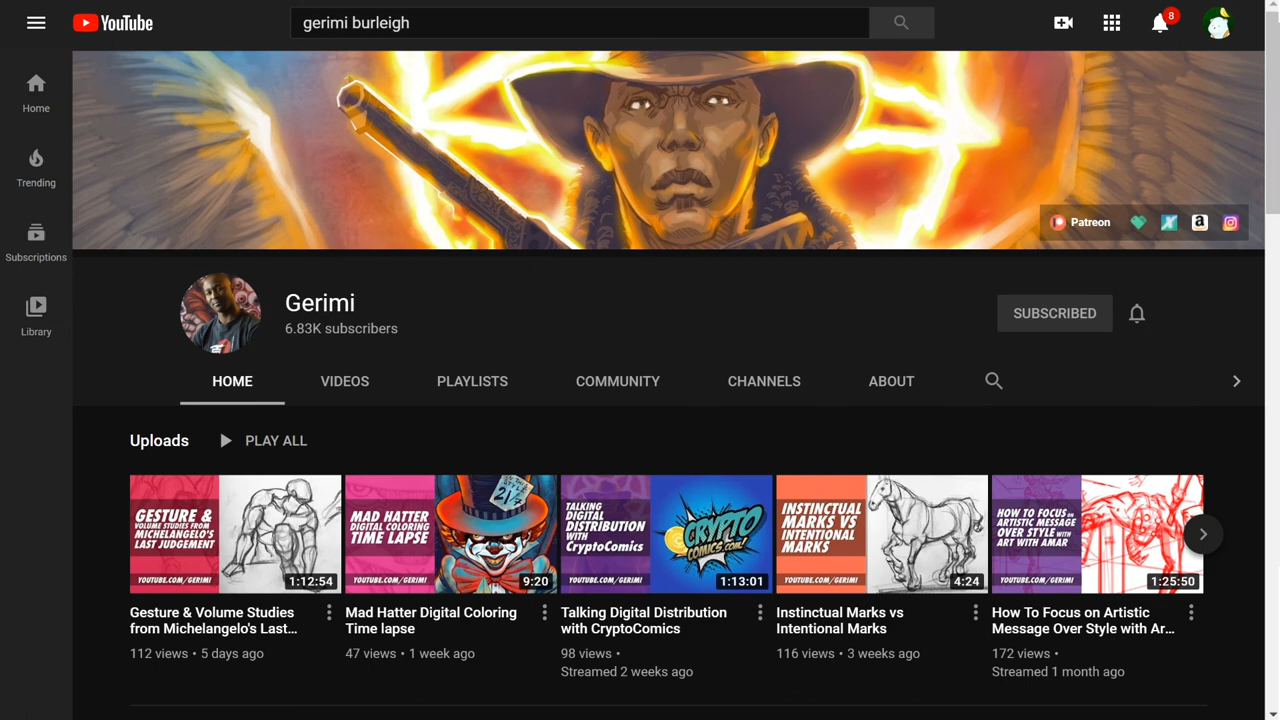 YouTube
gerimi burleigh
8
Home
Trending
Subscriptions
Library
Patreon
Gerimi
6.83K subscribers
SUBSCRIBED
HOME
VIDEOS
PLAYLISTS
COMMUNITY
CHANNELS
ABOUT
Uploads
PLAY ALL
GESTURE &
VOLUME STUDIES FROM
MICHELANGELO'S
LAST JUDGEMENT
YOUTUBE.COM/GERIMI
1:12:54
Gesture & Volume Studies
from Michelangelo's Last...
112 views • 5 days ago
MAD HATTER
DIGITAL COLORING
TIME LAPSE
YOUTUBE.COM/GERIMI
9:20
Mad Hatter Digital Coloring
Time lapse
47 views • 1 week ago
TALKING
DIGITAL
DISTRIBUTION
WITH
CRYPTOCOMICS
YOUTUBE.COM/GERIMI
CRYPTO
COMICS.COM!
1:13:01
Talking Digital Distribution
with CryptoComics
98 views •
Streamed 2 weeks ago
INSTINCTUAL
MARKS VS
INTENTIONAL
MARKS
YOUTUBE.COM/GERIMI
4:24
Instinctual Marks vs
Intentional Marks
116 views • 3 weeks ago
HOW TO FOCUS ON
ARTISTIC MESSAGE
OVER STYLE WITH
ART WITH AMAR
YOUTUBE.COM/GERIMI
1:25:50
How To Focus on Artistic
Message Over Style with Ar...
172 views •
Streamed 1 month ago